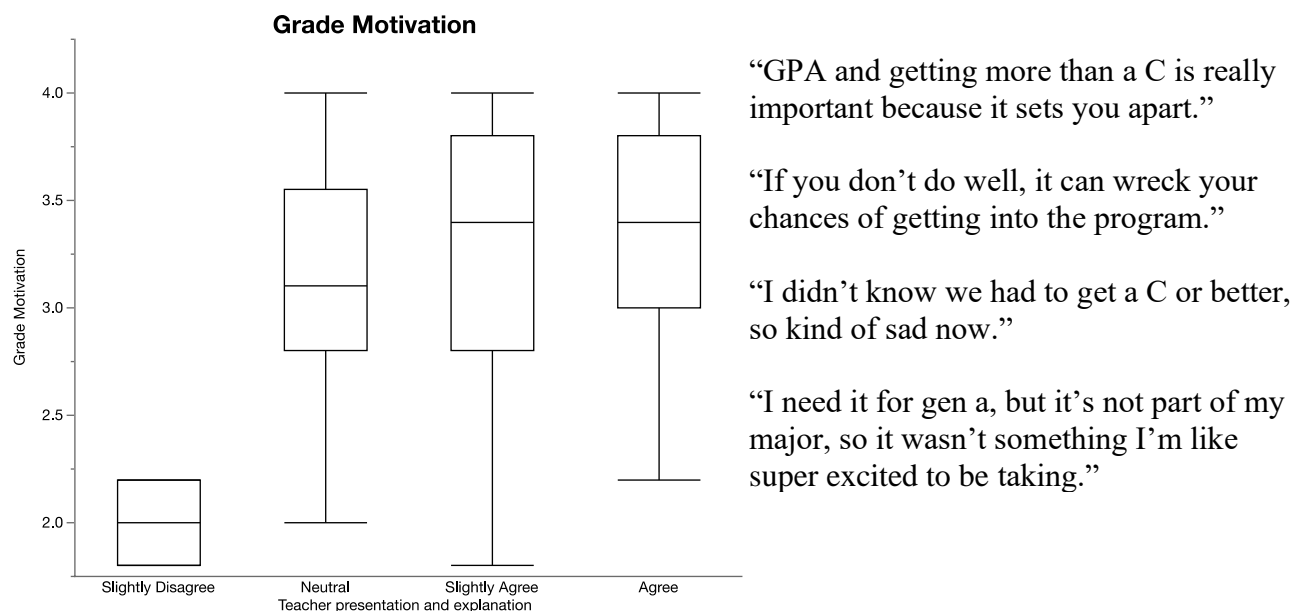 Grade Motivation
4.0
3.5
3.0
2.5
2.0
Grade Motivation
Slightly Disagree
Neutral
Slightly Agree
Agree
Teacher presentation and explanation
“GPA and getting more than a C is really
important because it sets you apart.”
“If you don’t do well, it can wreck your
chances of getting into the program.”
“I didn’t know we had to get a C or better,
so kind of sad now.”
“I need it for gen a, but it’s not part of my
major, so it wasn’t something I’m like
super excited to be taking.”